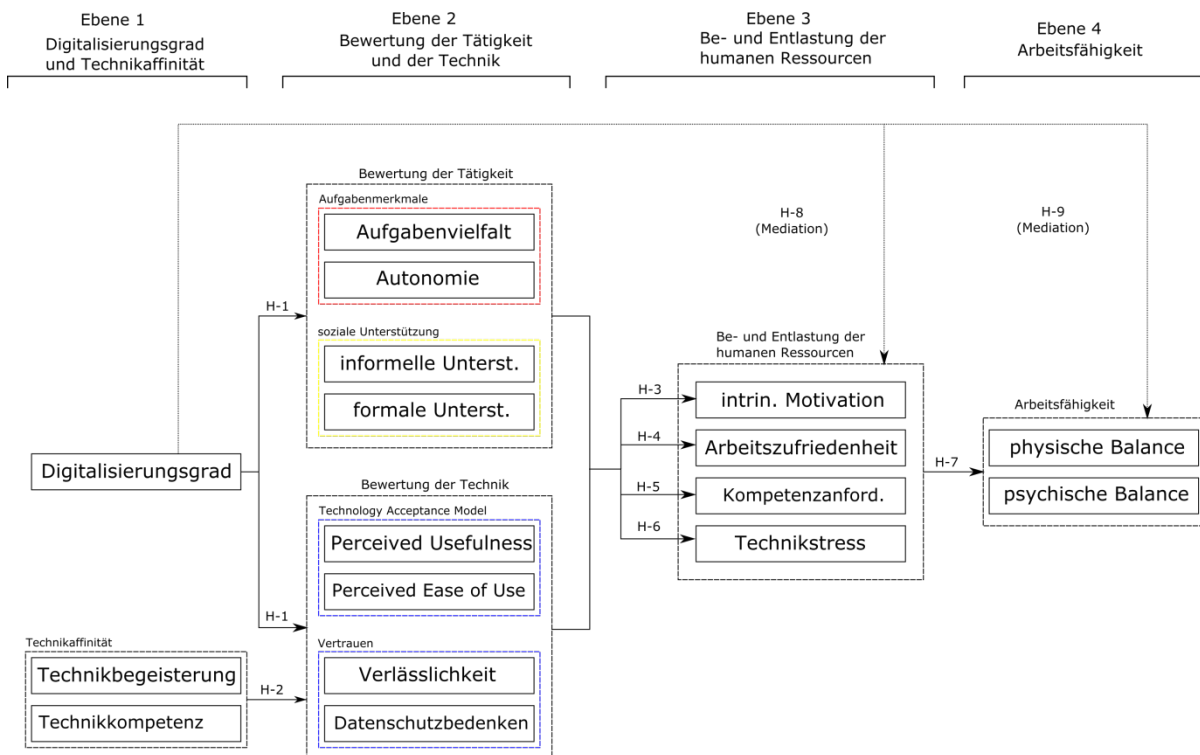 Ebene 1
Digitalisierungsgrad
und Technikaffinität
Ebene 2
Bewertung der Tätigkeit
und der Technik
Ebene 3
Be- und Entlastung der
humanen Ressourcen
Ebene 4
Arbeitsfähigkeit
Bewertung der Tätigkeit
Aufgabenmerkmale
Aufgabenvielfalt
Autonomie
soziale Unterstützung
informelle Unterst.
formale Unterst.
H-1
Digitalisierungsgrad
Bewertung der Technik
Technology Acceptance Model
Perceived Usefulness
Perceived Ease of Use
H-1
Technikaffinität
Technikbegeisterung
Technikkompetenz
H-2
Vertrauen
Verlässlichkeit
Datenschutzbedenken
H-8
(Mediation)
H-9
(Mediation)
Be- und Entlastung der
humanen Ressourcen
H-3
intrin. Motivation
H-4
Arbeitszufriedenheit
H-5
Kompetenzanford.
H-6
Technikstress
H-7
Arbeitsfähigkeit
physische Balance
psychische Balance